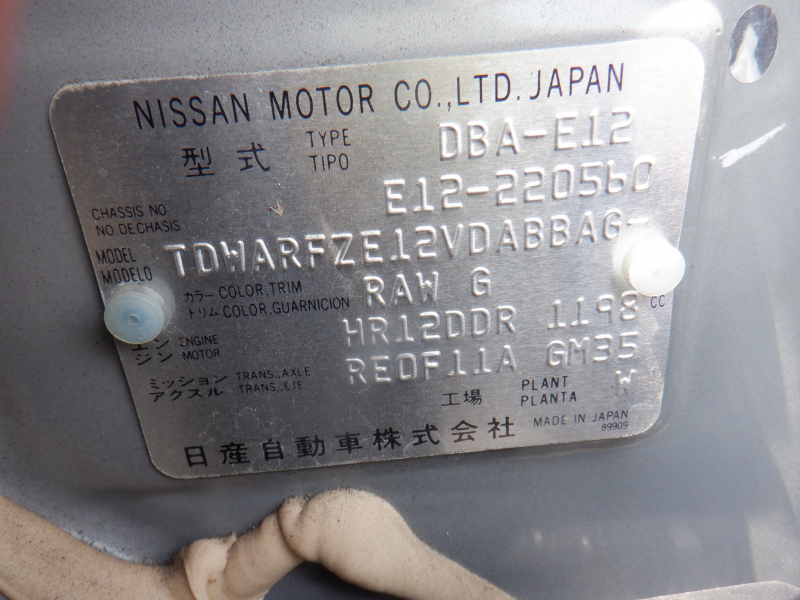 NISSAN MOTOR CO.,LTD. JAPAN
型式 TYPE TIPO DBA-E12
CHASSIS NO. NO. DE CHASIS E12-220560
MODEL MODELO TDWARFZE12VDABBAG-
カラー COLOR,TRIM トリム COLOR,GUARNICION RAW G
エンジン ENGINE MOTOR HR12DDR 1198 CC
ミッション アクスル TRANS.,AXLE TRANS.,EJE RE0F11A GM35
工場 PLANT PLANTA W
日産自動車株式会社 MADE IN JAPAN
89909